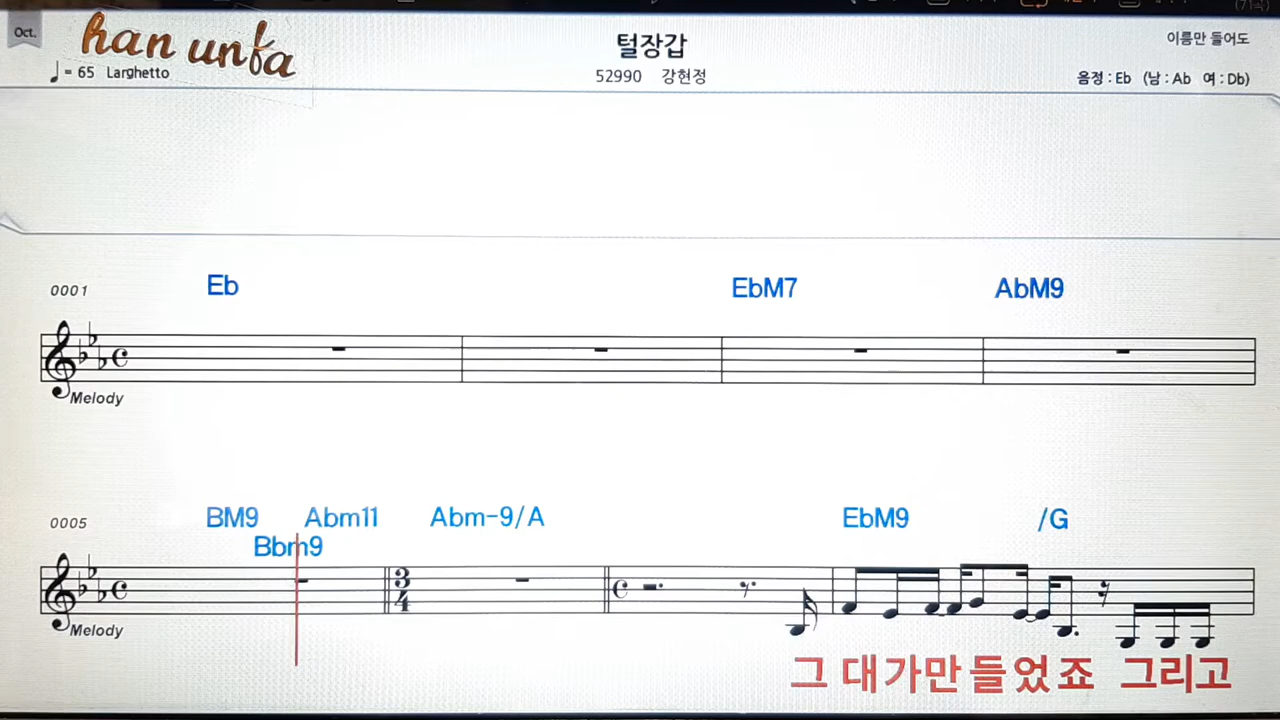 Oct.
han unfa
이름만 들어도
털장갑
♩= 65 Larghetto
52990 강현정
음정 : Eb (남 : Ab 여 : Db)
0001
Eb EbM7 AbM9
Melody
0005
BM9 Abm11 Abm-9/A EbM9 /G
Bbm9
3
4
Melody
그 대가만 들었죠 그리고